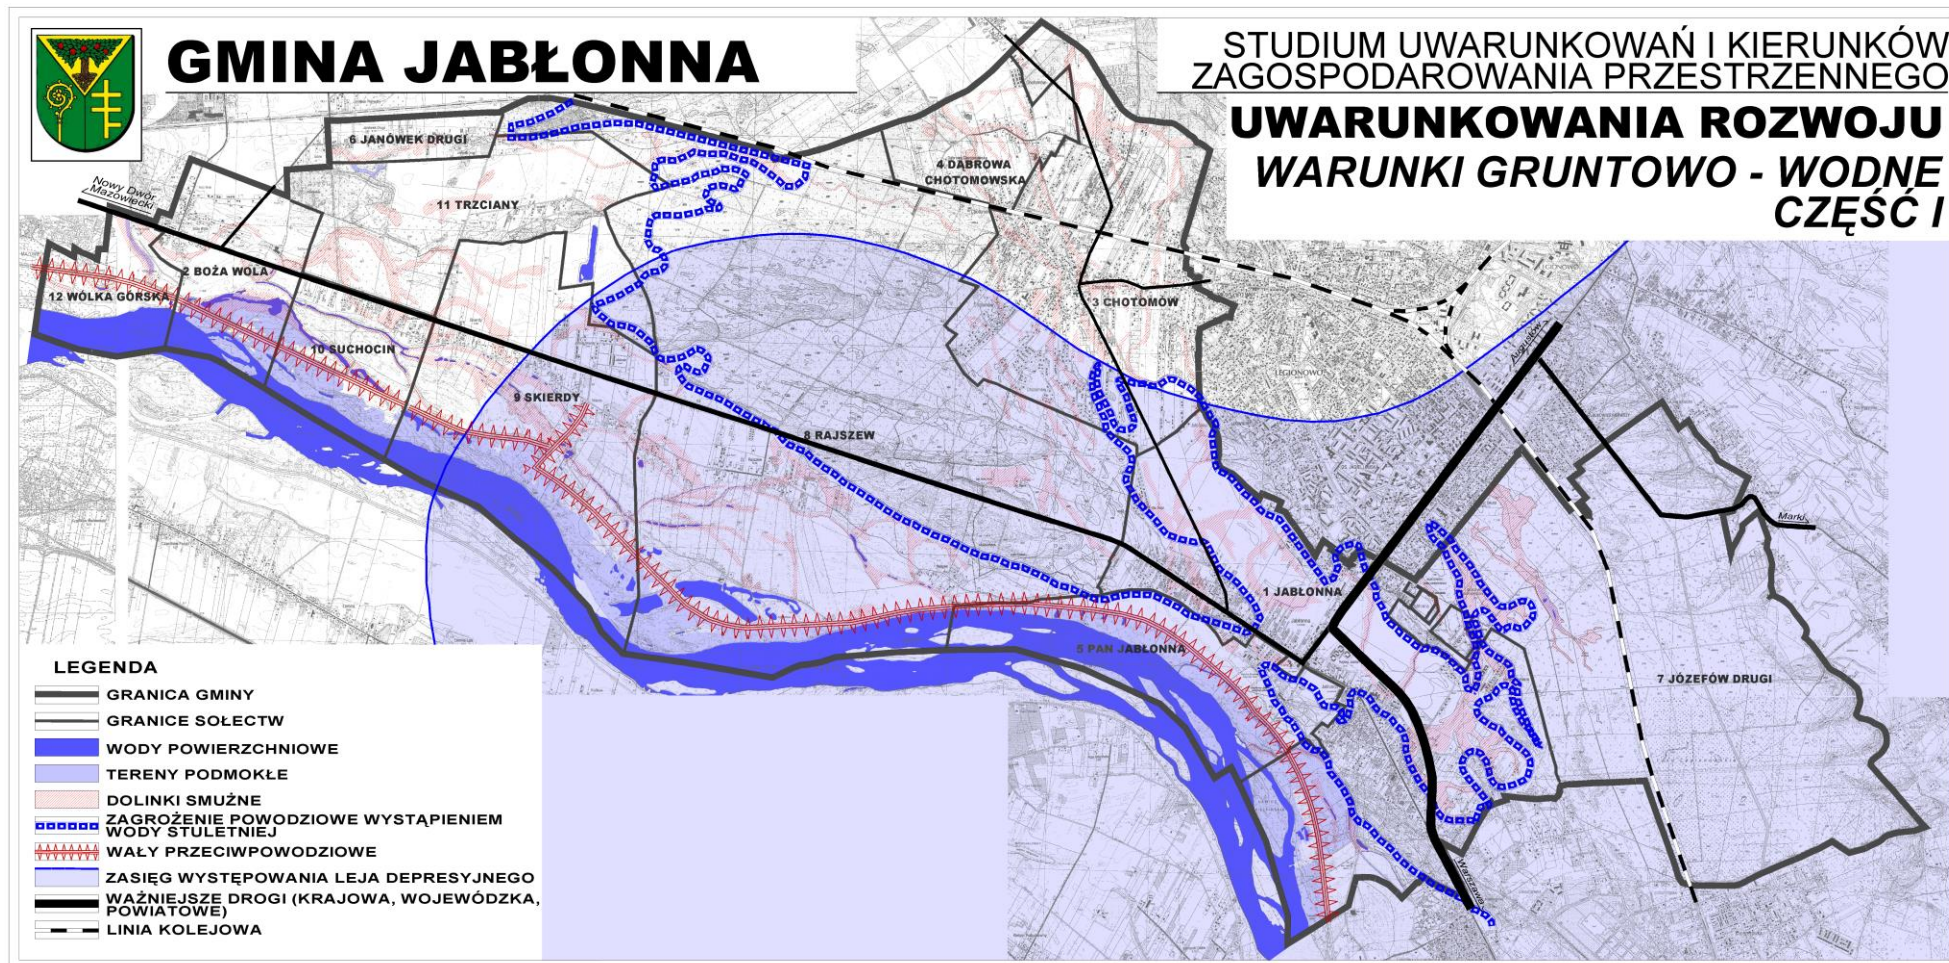 GMINA JABŁONNA
STUDIUM UWARUNKOWAŃ I KIERUNKÓW
ZAGOSPODAROWANIA PRZESTRZENNEGO
UWARUNKOWANIA ROZWOJU
WARUNKI GRUNTOWO - WODNE
CZĘŚĆ I
6 JANÓWEK DRUGI
4 DĄBROWA
CHOTOMOWSKA
Nowy Dwór
Mazowiecki
11 TRZCIANY
2 BOŻA WOLA
12 WÓLKA GÓRSKA
3 CHOTOMÓW
10 SUCHOCIN
Augustów
LEGIONOWO
9 SKIERDY
8 RAJSZEW
Marki
1 JABŁONNA
5 PAN JABŁONNA
7 JÓZEFÓW DRUGI
Warszawa
LEGENDA
GRANICA GMINY
GRANICE SOŁECTW
WODY POWIERZCHNIOWE
TERENY PODMOKŁE
DOLINKI SMUŻNE
ZAGROŻENIE POWODZIOWE WYSTĄPIENIEM
WODY STULETNIEJ
WAŁY PRZECIWPOWODZIOWE
ZASIĘG WYSTĘPOWANIA LEJA DEPRESYJNEGO
WAŻNIEJSZE DROGI (KRAJOWA, WOJEWÓDZKA,
POWIATOWE)
LINIA KOLEJOWA